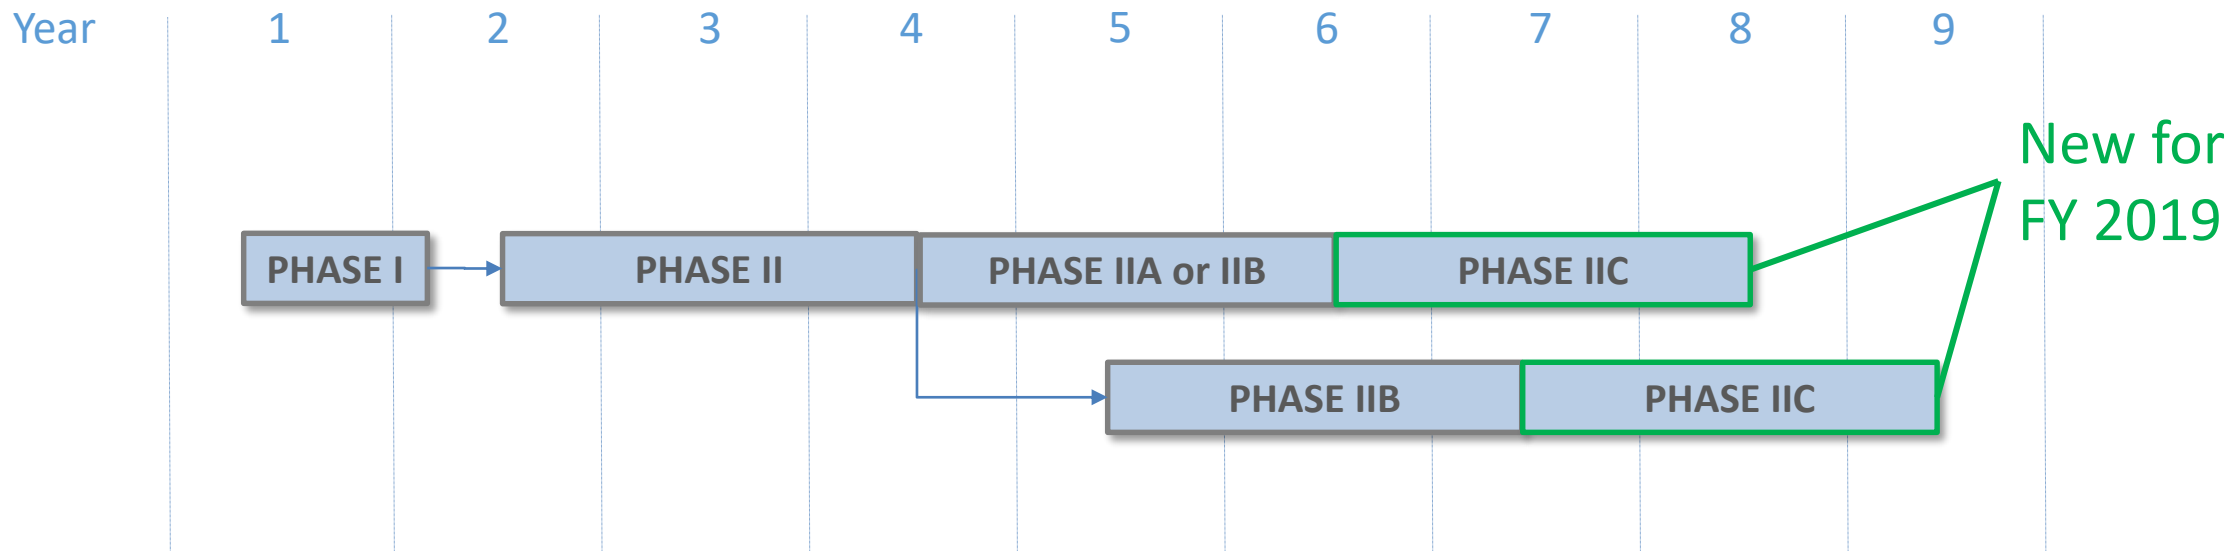 Year 1 2 3 4 5 6 7 8 9
New for
FY 2019
PHASE I PHASE II PHASE IIA or IIB PHASE IIC
PHASE IIB PHASE IIC